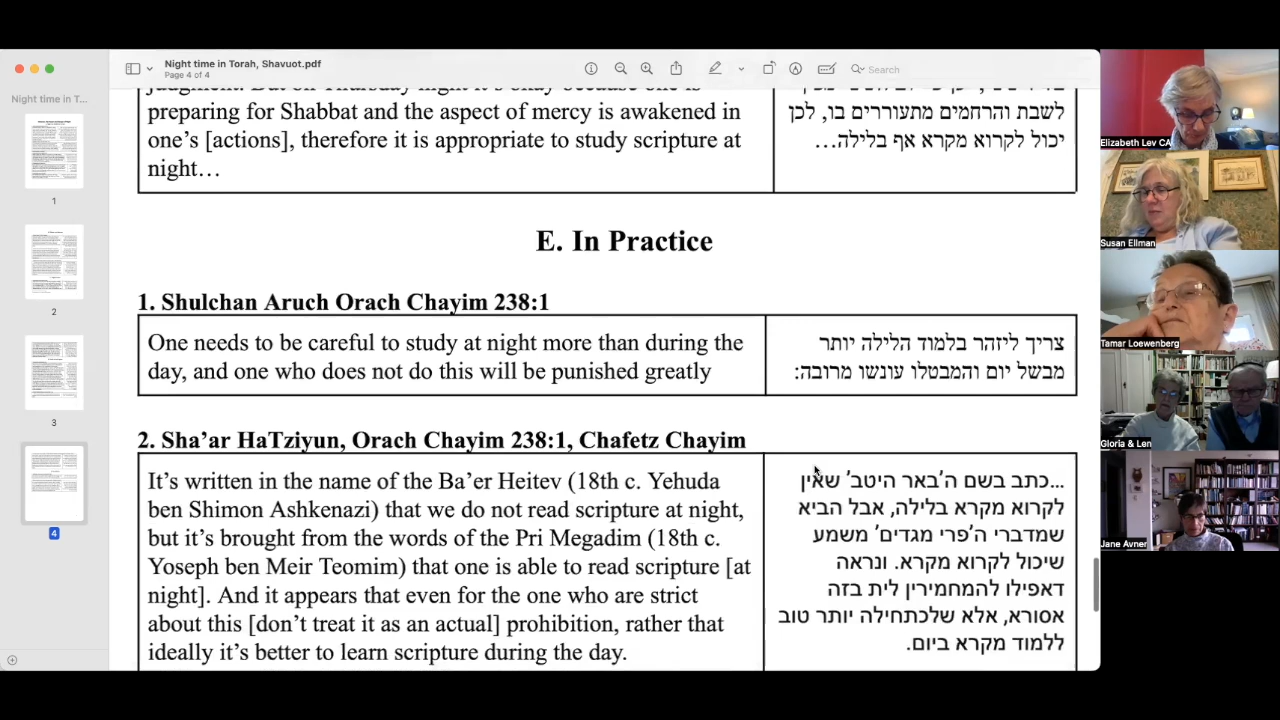 Night time in Torah, Shavuot.pdf
Page 4 of 4
Search
Night time in T...
1
2
3
4
judgment. But on Thursday night it's okay because one is
preparing for Shabbat and the aspect of mercy is awakened in
one's [actions], therefore it is appropriate to study scripture at
night…
לשבת והרחמים מתעוררים בו, לכן
יכול לקרוא מקרא אף בלילה…
E. In Practice
1. Shulchan Aruch Orach Chayim 238:1
One needs to be careful to study at night more than during the
day, and one who does not do this will be punished greatly
צריך ליזהר בלמוד הלילה יותר
מבשל יום והמבטלו עונשו מרובה:
2. Sha'ar HaTziyun, Orach Chayim 238:1, Chafetz Chayim
It's written in the name of the Ba'er Heitev (18th c. Yehuda
ben Shimon Ashkenazi) that we do not read scripture at night,
but it's brought from the words of the Pri Megadim (18th c.
Yoseph ben Meir Teomim) that one is able to read scripture [at
night]. And it appears that even for the one who are strict
about this [don't treat it as an actual] prohibition, rather that
ideally it's better to learn scripture during the day.
...כתב בשם ה'באר היטב' שאין
לקרוא מקרא בלילה, אבל הביא
שמדברי ה'פרי מגדים' משמע
שיכול לקרוא מקרא. ונראה
דאפילו להמחמירין לית בזה
אסורא, אלא שלכתחילה יותר טוב
ללמוד מקרא ביום.
Elizabeth Lev CA
Susan Ellman
Tamar Loewenberg
Gloria & Len
Jane Avner